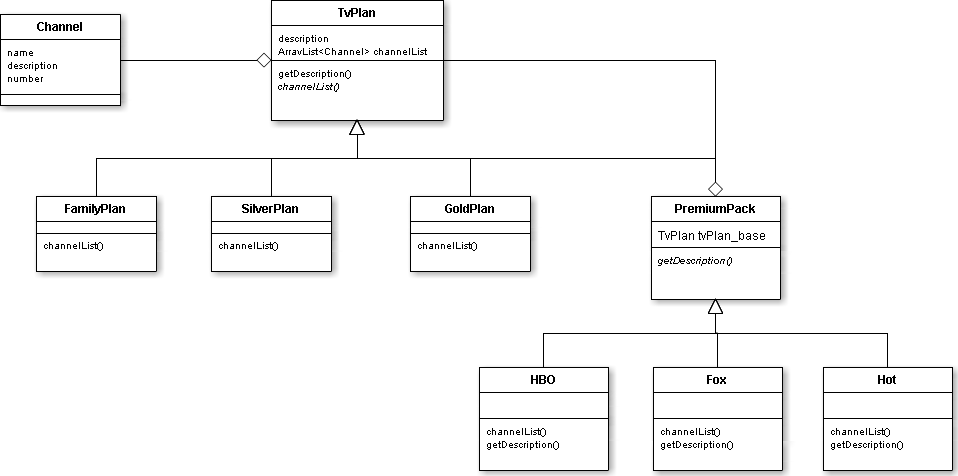 Channel
name
description
number
TvPlan
description
ArrayList<Channel> channelList
getDescription()
channelList()
FamilyPlan
channelList()
SilverPlan
channelList()
GoldPlan
channelList()
PremiumPack
TvPlan tvPlan_base
getDescription()
HBO
channelList()
getDescription()
Fox
channelList()
getDescription()
Hot
channelList()
getDescription()